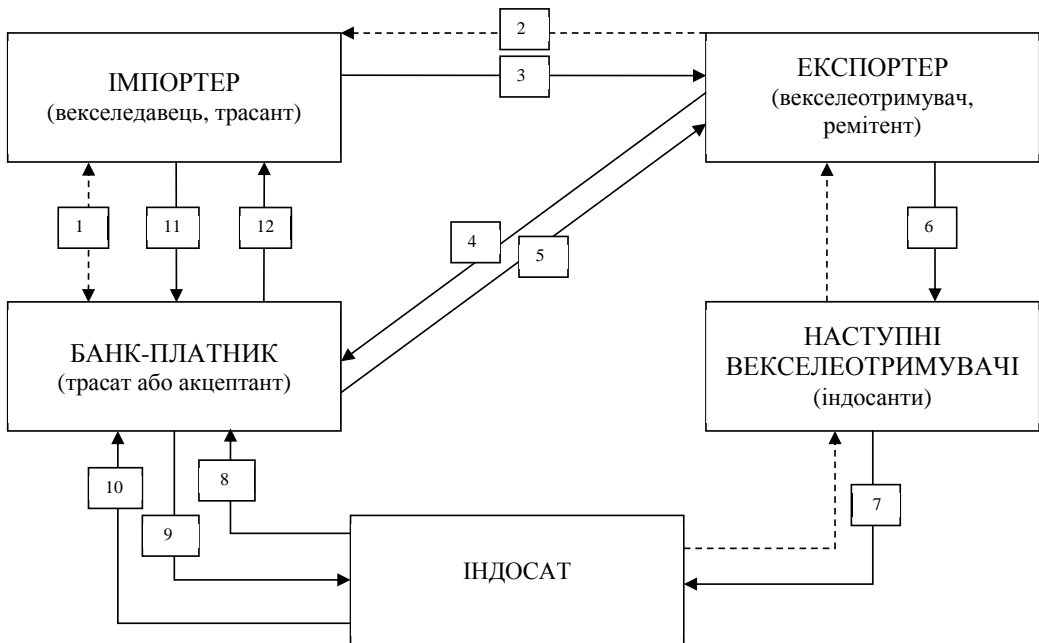 2
3
ІМПОРТЕР
(векселедавець, трасант)
ЕКСПОРТЕР
(векселеотримувач,
ремітент)
1
11
12
4
5
6
БАНК-ПЛАТНИК
(трасат або акцептант)
НАСТУПНІ
ВЕКСЕЛЕОТРИМУВАЧІ
(індосанти)
10
8
9
7
ІНДОСАТ